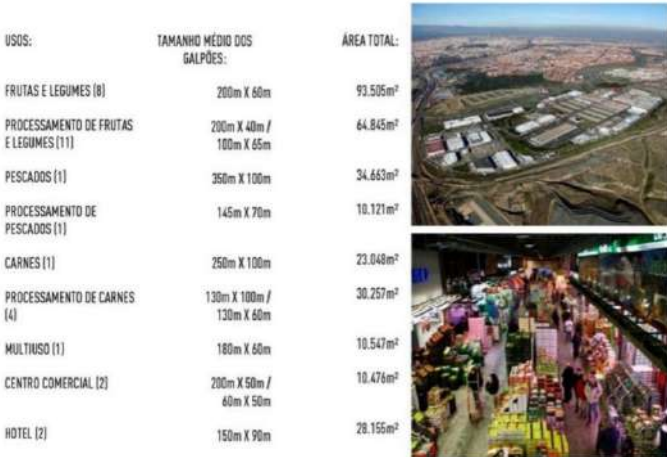 USOS: TAMANHO MÉDIO DOS GALPÕES: ÁREA TOTAL:
FRUTAS E LEGUMES (8) 200m X 60m 93.505m²
PROCESSAMENTO DE FRUTAS 200m X 40m / 64.845m²
E LEGUMES (11) 100m X 65m
PESCADOS (1) 350m X 100m 34.663m²
PROCESSAMENTO DE 145m X 70m 10.121m²
PESCADOS (1)
CARNES (1) 250m X 100m 23.048m²
PROCESSAMENTO DE CARNES 130m X 100m / 30.257m²
(4) 130m X 60m
MULTIUSO (1) 180m X 60m 10.547m²
CENTRO COMERCIAL (2) 200m X 50m / 10.476m²
60m X 50m
HOTEL (2) 150m X 90m 28.155m²